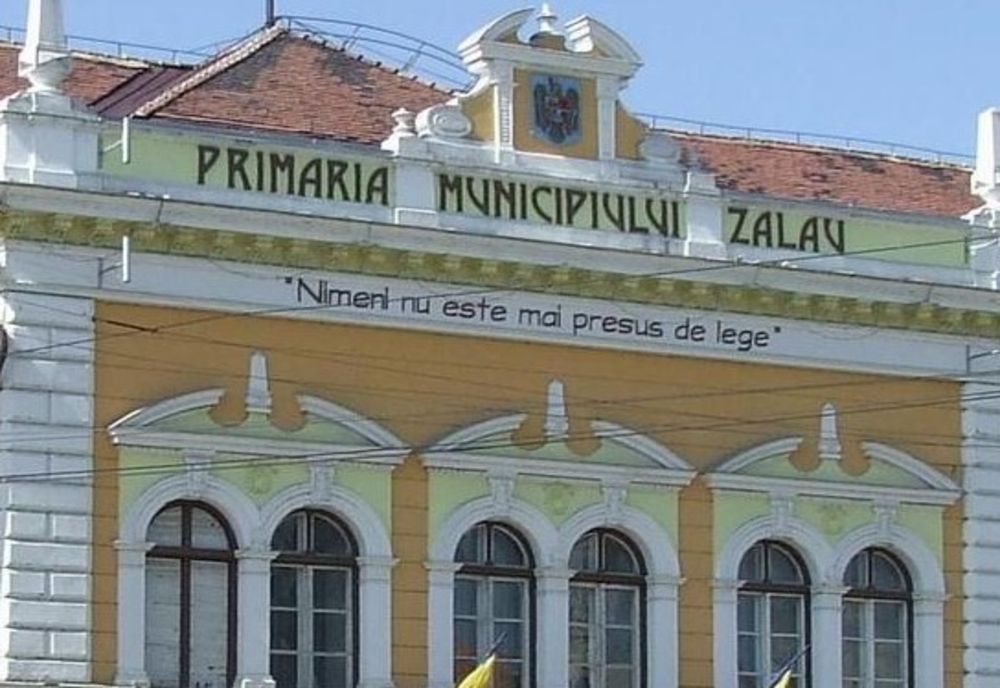 PRIMARIA MUNICIPIULUI ZALAU
"Nimeni nu este mai presus de lege"